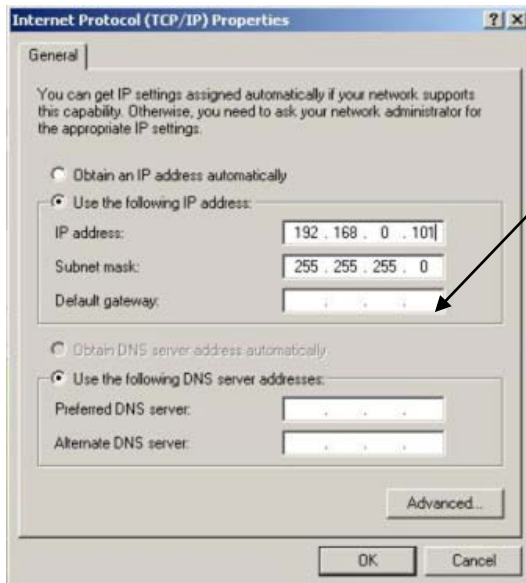 Internet Protocol (TCP/IP) Properties
General
You can get IP settings assigned automatically if your network supports
this capability. Otherwise, you need to ask your network administrator for
the appropriate IP settings.
Obtain an IP address automatically
Use the following IP address:
IP address: 192 . 168 . 0 . 101
Subnet mask: 255 . 255 . 255 . 0
Default gateway: . . .
Obtain DNS server address automatically
Use the following DNS server addresses:
Preferred DNS server: . . .
Alternate DNS server: . . .
Advanced...
OK Cancel